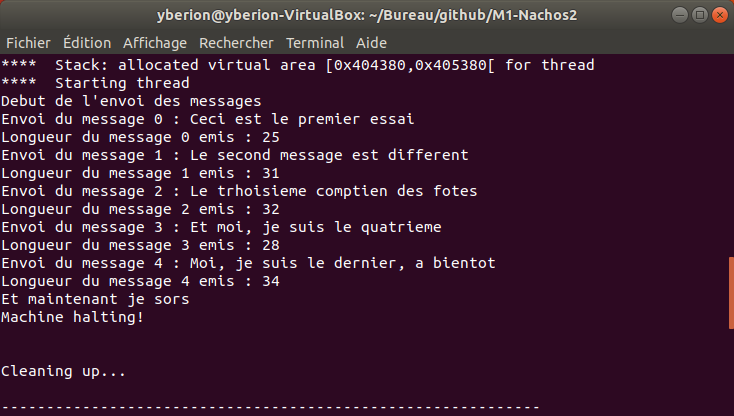 yberion@yberion-VirtualBox: ~/Bureau/github/M1-Nachos2
Fichier Édition Affichage Rechercher Terminal Aide
**** Stack: allocated virtual area [0x404380,0x405380[ for thread
**** Starting thread
Debut de l'envoi des messages
Envoi du message 0 : Ceci est le premier essai
Longueur du message 0 emis : 25
Envoi du message 1 : Le second message est different
Longueur du message 1 emis : 31
Envoi du message 2 : Le trhoisieme comptien des fotes
Longueur du message 2 emis : 32
Envoi du message 3 : Et moi, je suis le quatrieme
Longueur du message 3 emis : 28
Envoi du message 4 : Moi, je suis le dernier, a bientot
Longueur du message 4 emis : 34
Et maintenant je sors
Machine halting!
Cleaning up...
------------------------------------------------------------